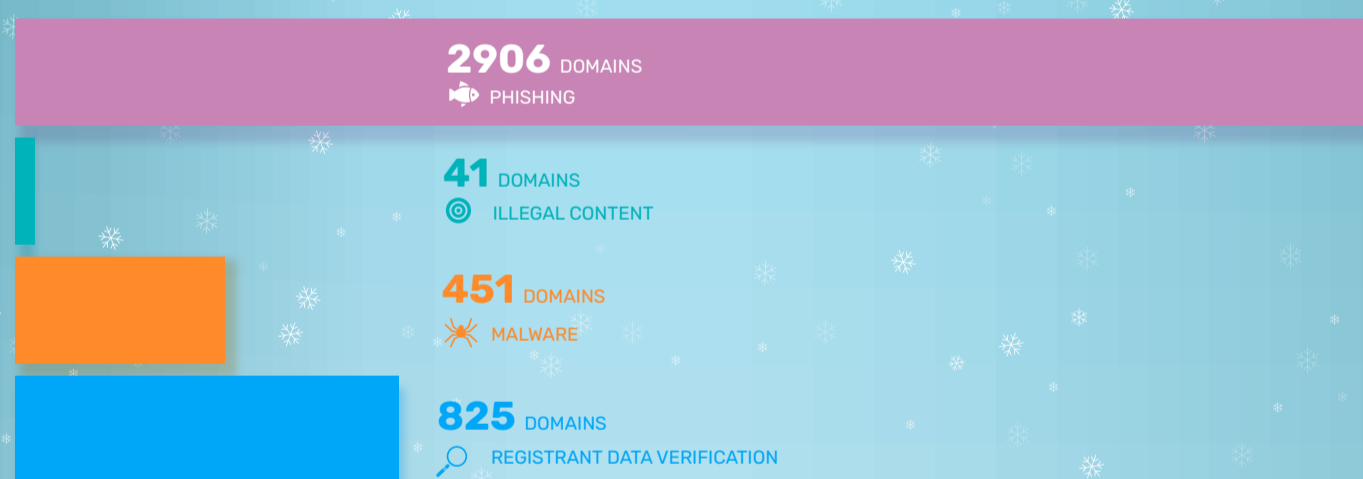 2906 DOMAINS
PHISHING
41 DOMAINS
ILLEGAL CONTENT
451 DOMAINS
MALWARE
825 DOMAINS
REGISTRANT DATA VERIFICATION